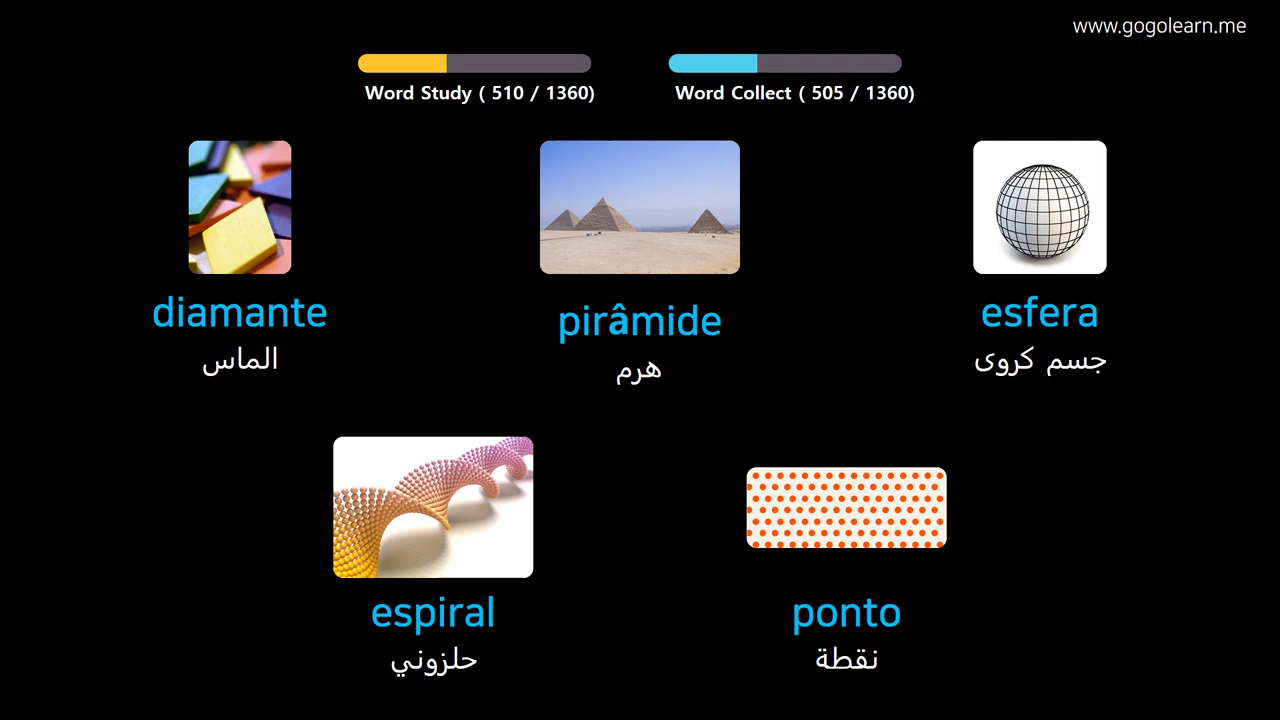 www.gogolearn.me
Word Study ( 510 / 1360)
Word Collect ( 505 / 1360)
diamante
الماس
pirâmide
هرم
esfera
جسم كروى
espiral
حلزوني
ponto
نقطة